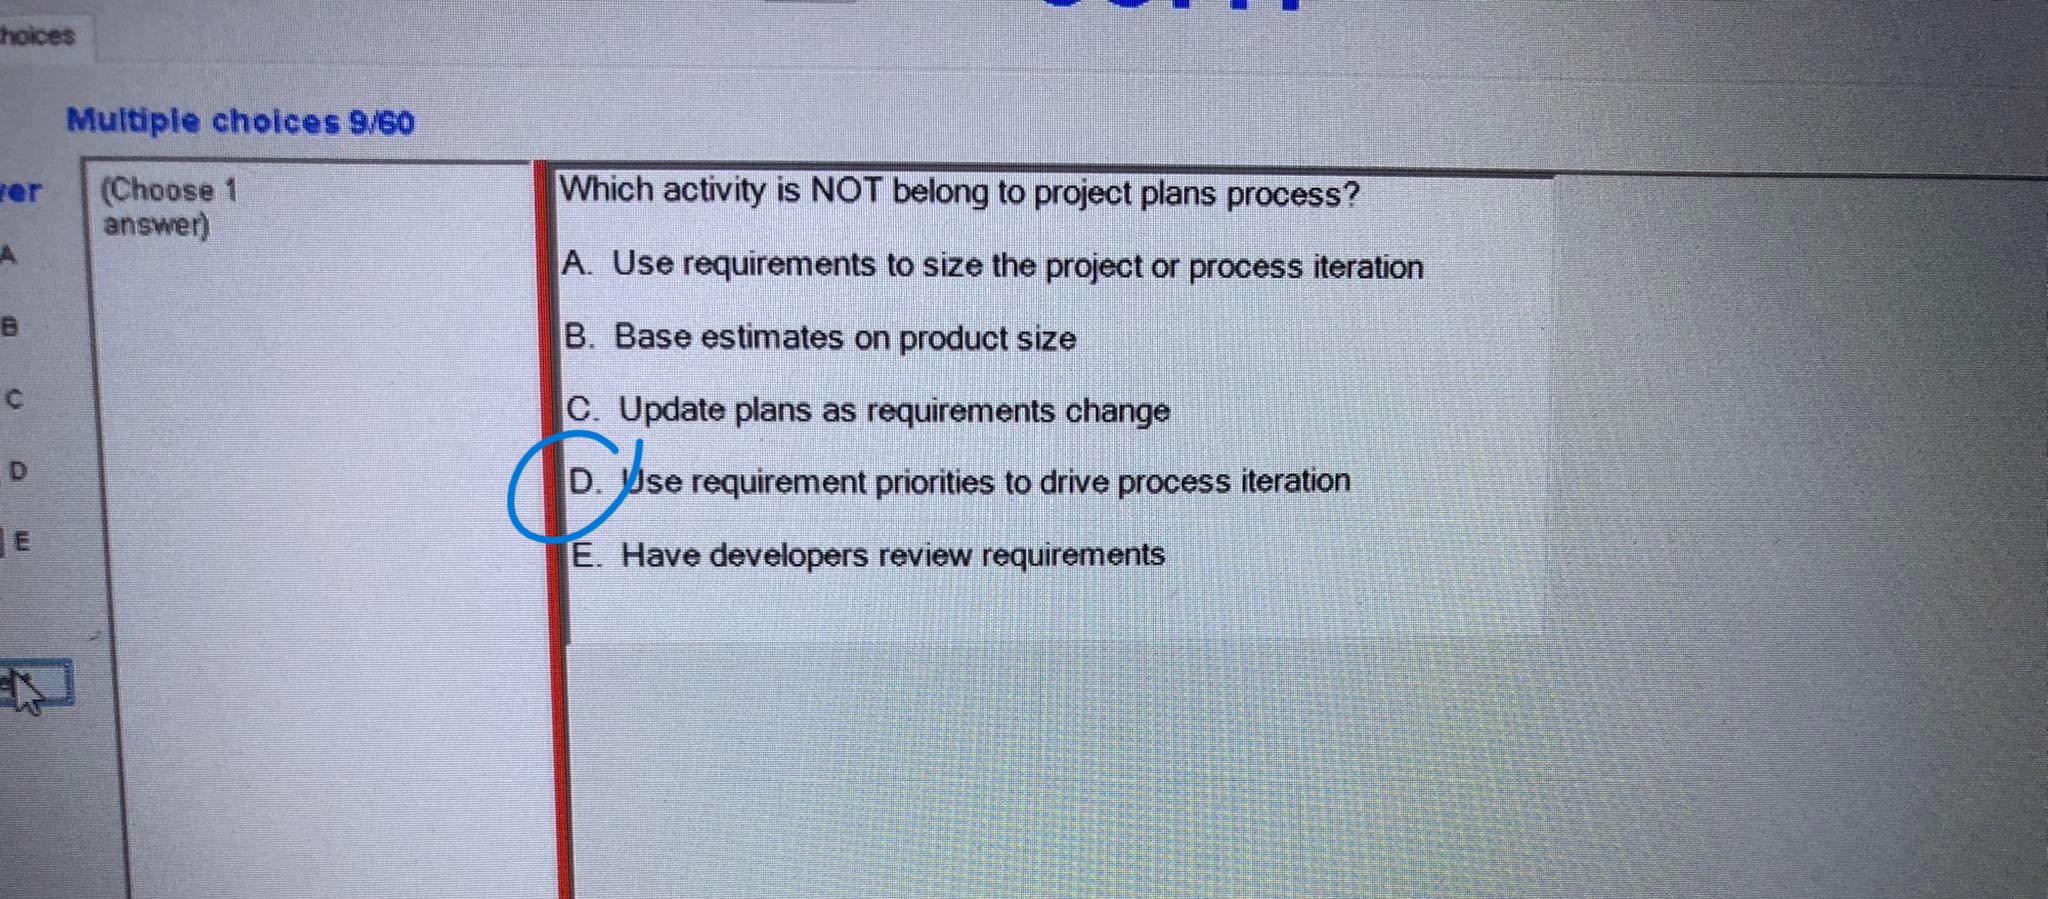 hoices
Multiple choices 9/60
(Choose 1
answer)
Which activity is NOT belong to project plans process?
A
A. Use requirements to size the project or process iteration
B
B. Base estimates on product size
C
C. Update plans as requirements change
D
D. Use requirement priorities to drive process iteration
E
E. Have developers review requirements